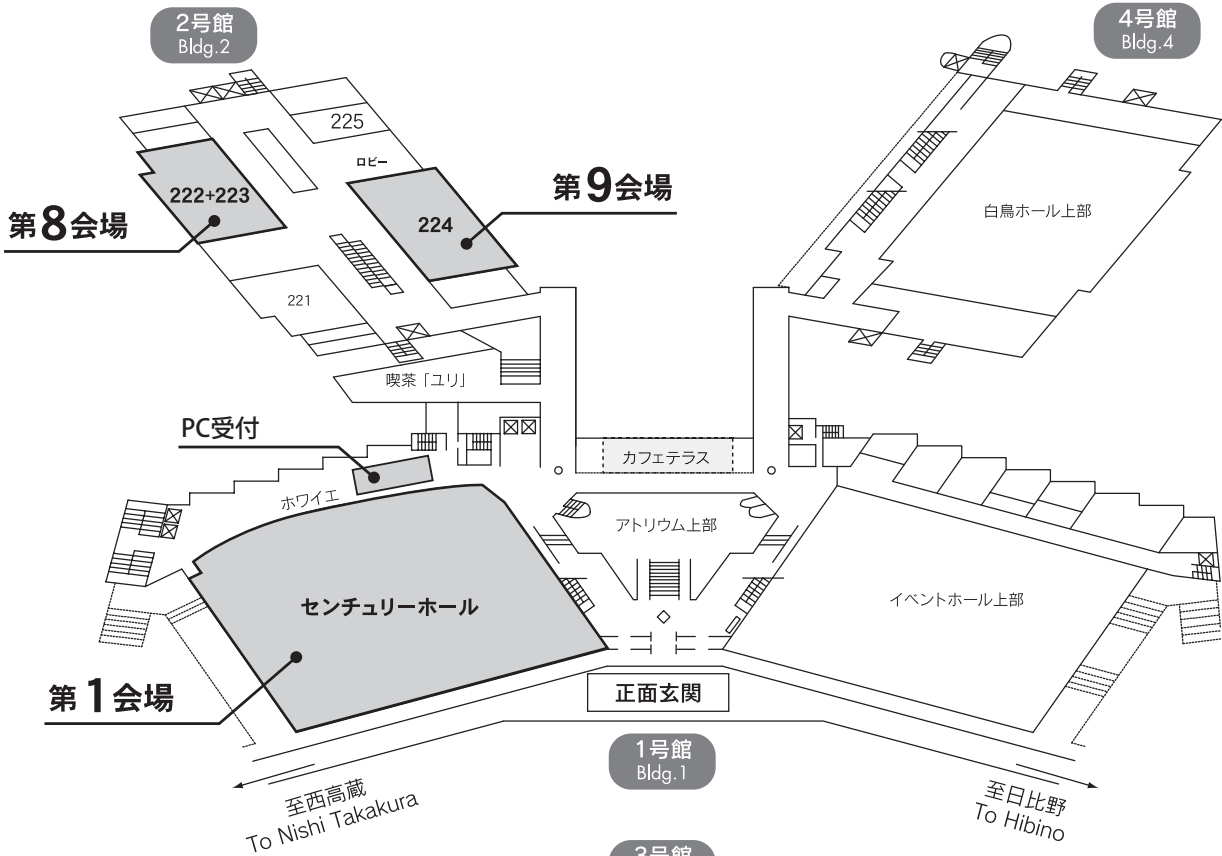 2号館
Bldg.2
4号館
Bldg.4
225
ロビー
222+223
第9会場
第8会場
224
白鳥ホール上部
221
喫茶「ユリ」
PC受付
カフェテラス
ホワイエ
アトリウム上部
センチュリーホール
イベントホール上部
第1会場
正面玄関
1号館
Bldg.1
至西高蔵
To Nishi Takakura
至日比野
To Hibino
3号館